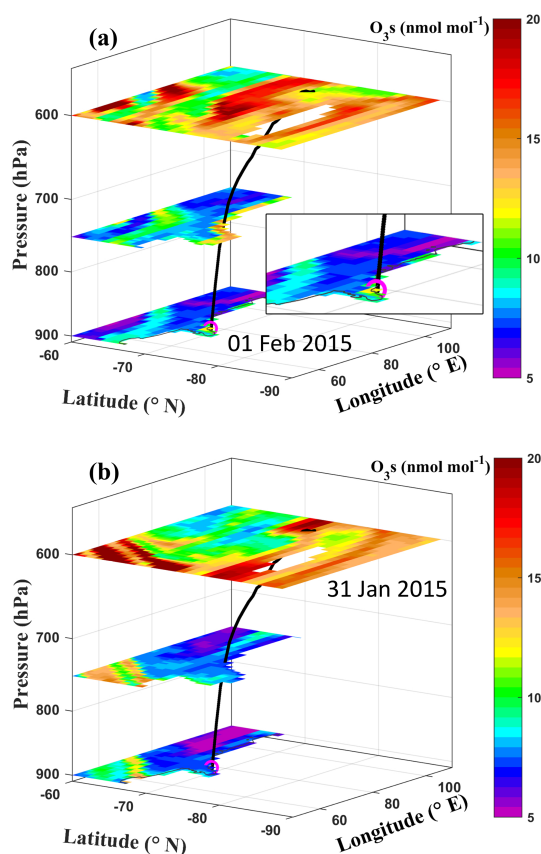 (a)
O3s (nmol mol-1)
20
15
10
5
Pressure (hPa)
600
700
800
900
01 Feb 2015
-60
-70
-80
-90
Latitude (° N)
60
80
100
Longitude (° E)
(b)
O3s (nmol mol-1)
20
15
10
5
Pressure (hPa)
600
700
800
900
31 Jan 2015
-60
-70
-80
-90
Latitude (° N)
60
80
100
Longitude (° E)